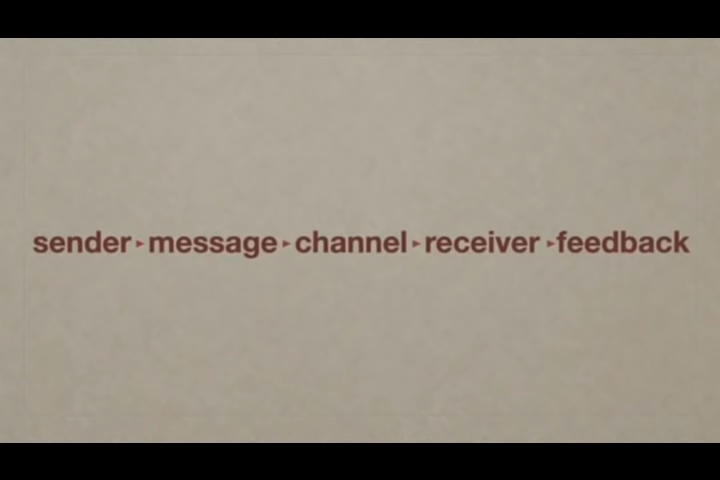 sender ▸ message ▸ channel ▸ receiver ▸feedback